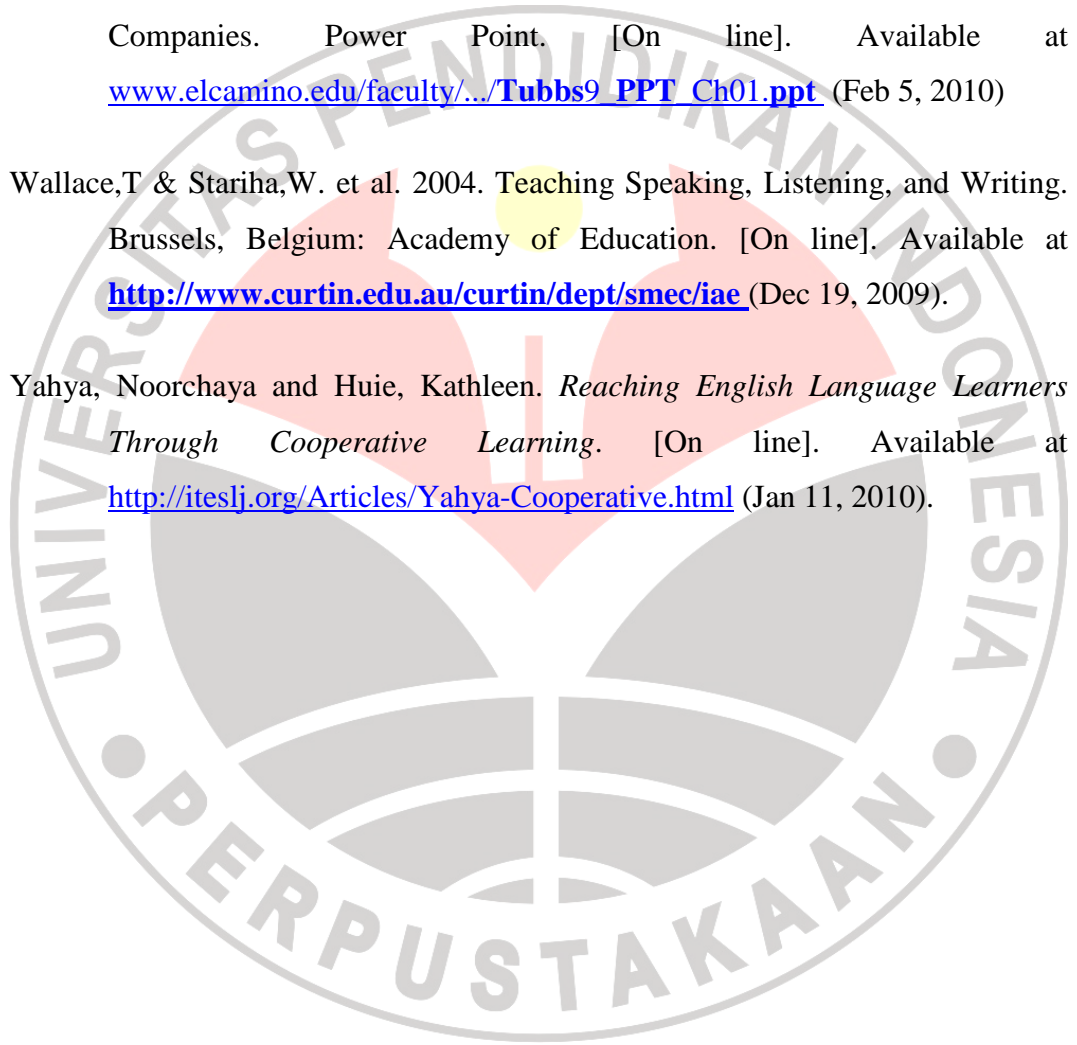 Companies. Power Point. [On line]. Available at
www.elcamino.edu/faculty/.../Tubbs9_PPT_Ch01.ppt (Feb 5, 2010)
Wallace,T & Stariha,W. et al. 2004. Teaching Speaking, Listening, and Writing.
Brussels, Belgium: Academy of Education. [On line]. Available at
http://www.curtin.edu.au/curtin/dept/smec/iae (Dec 19, 2009).
Yahya, Noorchaya and Huie, Kathleen. Reaching English Language Learners
Through Cooperative Learning. [On line]. Available at
http://iteslj.org/Articles/Yahya-Cooperative.html (Jan 11, 2010).
UNIVERSITAS PENDIDIKAN INDONESIA
PERPUSTAKAAN